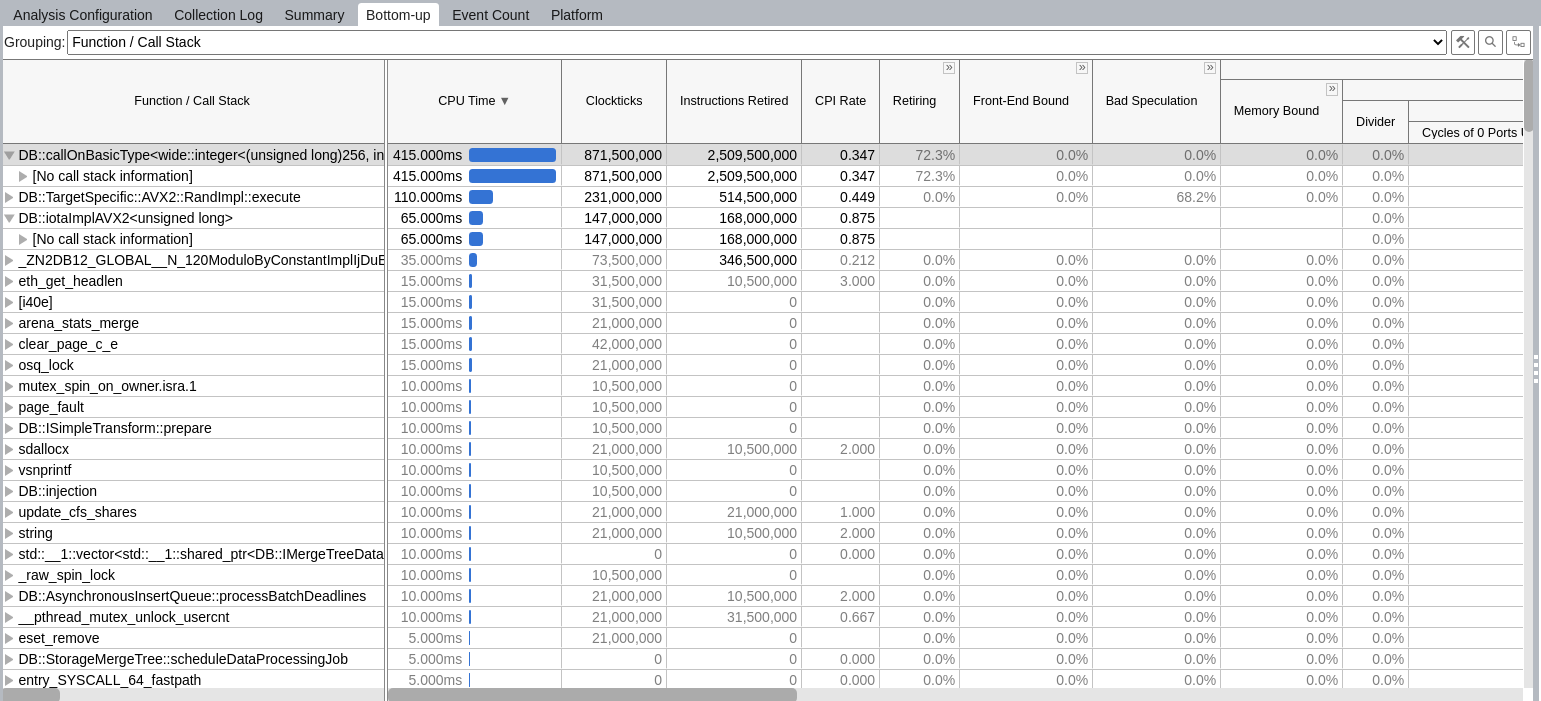 Analysis Configuration Collection Log Summary Bottom-up Event Count Platform
Grouping: Function / Call Stack
Function / Call Stack CPU Time ▼ Clockticks Instructions Retired CPI Rate Retiring » Front-End Bound » Bad Speculation » Memory Bound » Divider Cycles of 0 Ports
DB::callOnBasicType<wide::integer<(unsigned long)256, in 415.000ms 871,500,000 2,509,500,000 0.347 72.3% 0.0% 0.0% 0.0% 0.0%
[No call stack information] 415.000ms 871,500,000 2,509,500,000 0.347 72.3% 0.0% 0.0% 0.0% 0.0%
DB::TargetSpecific::AVX2::RandImpl::execute 110.000ms 231,000,000 514,500,000 0.449 0.0% 0.0% 68.2% 0.0% 0.0%
DB::iotaImplAVX2<unsigned long> 65.000ms 147,000,000 168,000,000 0.875 0.0%
[No call stack information] 65.000ms 147,000,000 168,000,000 0.875 0.0%
_ZN2DB12_GLOBAL__N_120ModuloByConstantImplIjDuE 35.000ms 73,500,000 346,500,000 0.212 0.0% 0.0% 0.0% 0.0% 0.0%
eth_get_headlen 15.000ms 31,500,000 10,500,000 3.000 0.0% 0.0% 0.0% 0.0% 0.0%
[i40e] 15.000ms 31,500,000 0 0.0% 0.0% 0.0% 0.0% 0.0%
arena_stats_merge 15.000ms 21,000,000 0 0.0% 0.0% 0.0% 0.0% 0.0%
clear_page_c_e 15.000ms 42,000,000 0 0.0% 0.0% 0.0% 0.0% 0.0%
osq_lock 15.000ms 21,000,000 0 0.0% 0.0% 0.0% 0.0% 0.0%
mutex_spin_on_owner.isra.1 10.000ms 10,500,000 0 0.0% 0.0% 0.0% 0.0% 0.0%
page_fault 10.000ms 10,500,000 0 0.0% 0.0% 0.0% 0.0% 0.0%
DB::ISimpleTransform::prepare 10.000ms 10,500,000 0 0.0% 0.0% 0.0% 0.0% 0.0%
sdallocx 10.000ms 21,000,000 10,500,000 2.000 0.0% 0.0% 0.0% 0.0% 0.0%
vsnprintf 10.000ms 10,500,000 0 0.0% 0.0% 0.0% 0.0% 0.0%
DB::injection 10.000ms 10,500,000 0 0.0% 0.0% 0.0% 0.0% 0.0%
update_cfs_shares 10.000ms 21,000,000 21,000,000 1.000 0.0% 0.0% 0.0% 0.0% 0.0%
string 10.000ms 21,000,000 10,500,000 2.000 0.0% 0.0% 0.0% 0.0% 0.0%
std::__1::vector<std::__1::shared_ptr<DB::IMergeTreeData 10.000ms 0 0 0.000 0.0% 0.0% 0.0% 0.0% 0.0%
_raw_spin_lock 10.000ms 10,500,000 0 0.0% 0.0% 0.0% 0.0% 0.0%
DB::AsynchronousInsertQueue::processBatchDeadlines 10.000ms 21,000,000 10,500,000 2.000 0.0% 0.0% 0.0% 0.0% 0.0%
__pthread_mutex_unlock_usercnt 10.000ms 21,000,000 31,500,000 0.667 0.0% 0.0% 0.0% 0.0% 0.0%
eset_remove 5.000ms 21,000,000 0 0.0% 0.0% 0.0% 0.0% 0.0%
DB::StorageMergeTree::scheduleDataProcessingJob 5.000ms 0 0 0.000 0.0% 0.0% 0.0% 0.0% 0.0%
entry_SYSCALL_64_fastpath 5.000ms 0 0 0.000 0.0% 0.0% 0.0% 0.0% 0.0%